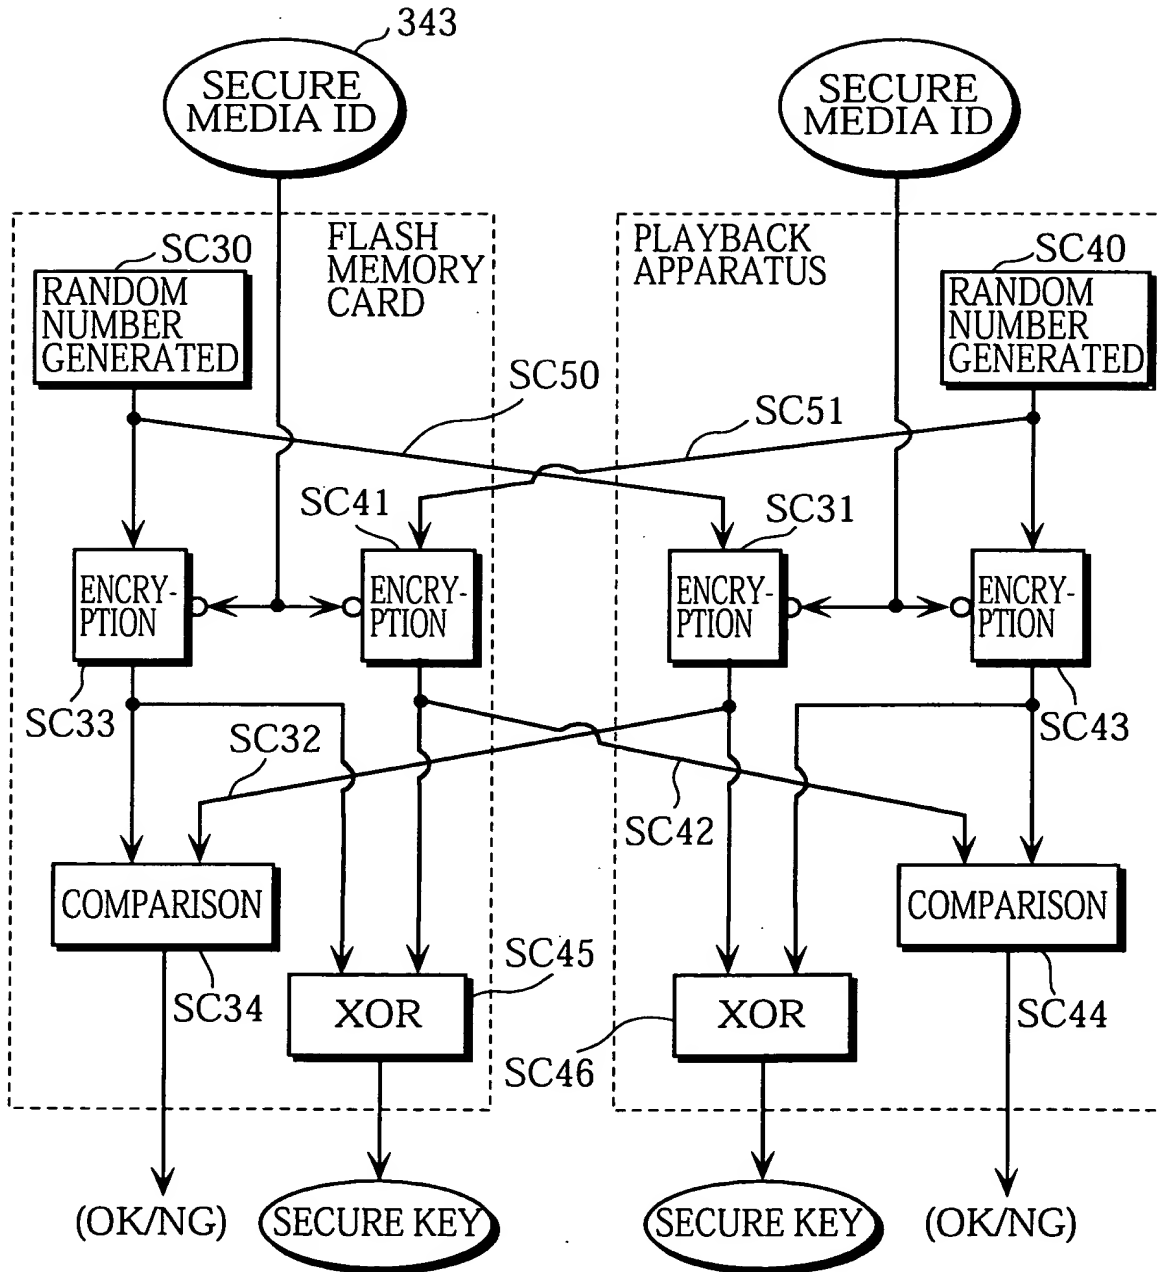 343
SECURE
MEDIA ID
SECURE
MEDIA ID
FLASH
MEMORY
CARD
PLAYBACK
APPARATUS
SC30
RANDOM
NUMBER
GENERATED
SC40
RANDOM
NUMBER
GENERATED
SC50
SC51
SC41
SC31
ENCRY-
PTION
ENCRY-
PTION
ENCRY-
PTION
ENCRY-
PTION
SC33
SC32
SC42
SC43
COMPARISON
COMPARISON
SC34
SC45
XOR
XOR
SC46
SC44
(OK/NG)
SECURE KEY
SECURE KEY
(OK/NG)